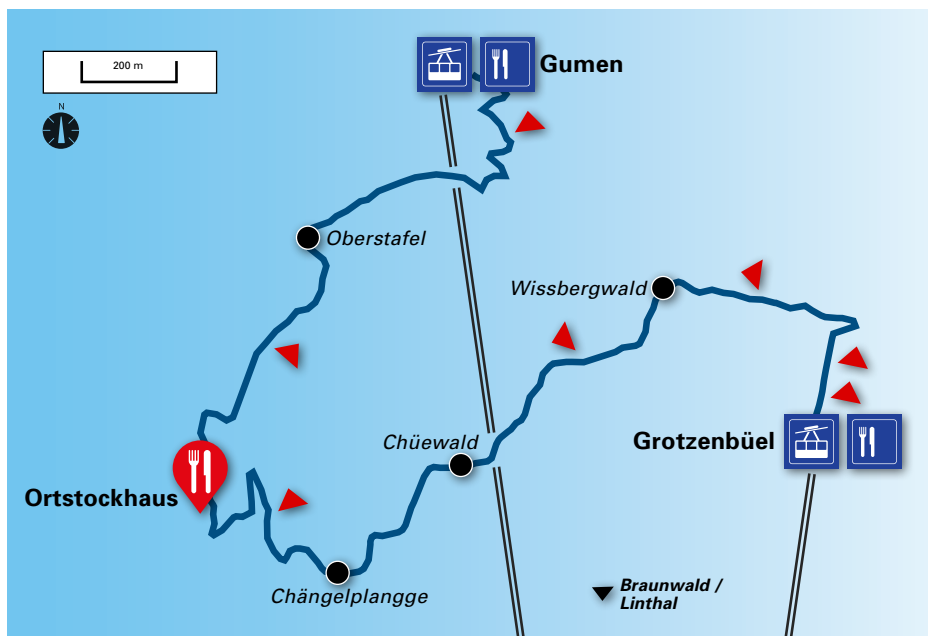 200 m
N
Gumen
Oberstafel
Wissbergwald
Chüewald
Grotzenbüel
Ortstockhaus
Chängelplangge
Braunwald /
Linthal